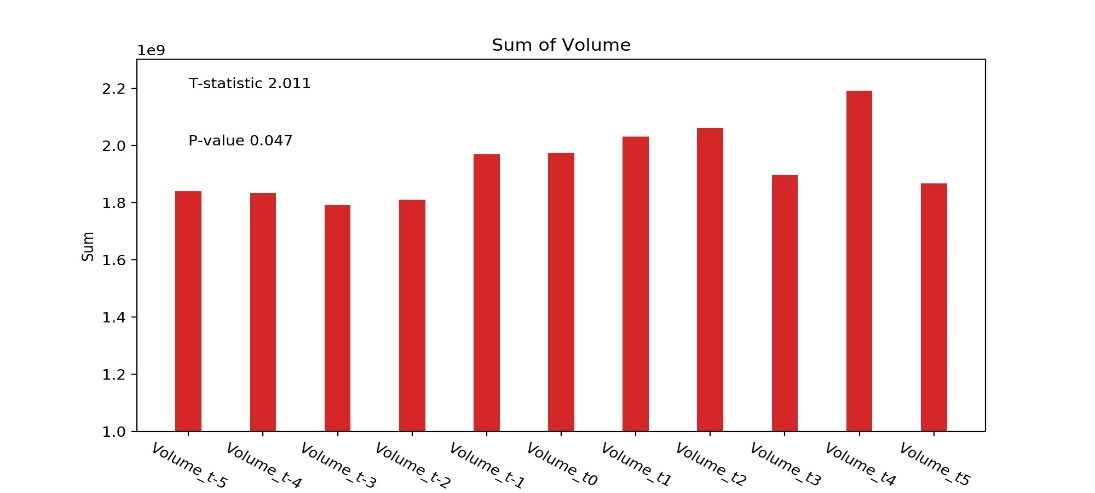 Sum of Volume
1e9
T-statistic 2.011
P-value 0.047
2.2
2.0
1.8
1.6
1.4
1.2
1.0
Sum
Volume_t-5
Volume_t-4
Volume_t-3
Volume_t-2
Volume_t-1
Volume_t0
Volume_t1
Volume_t2
Volume_t3
Volume_t4
Volume_t5